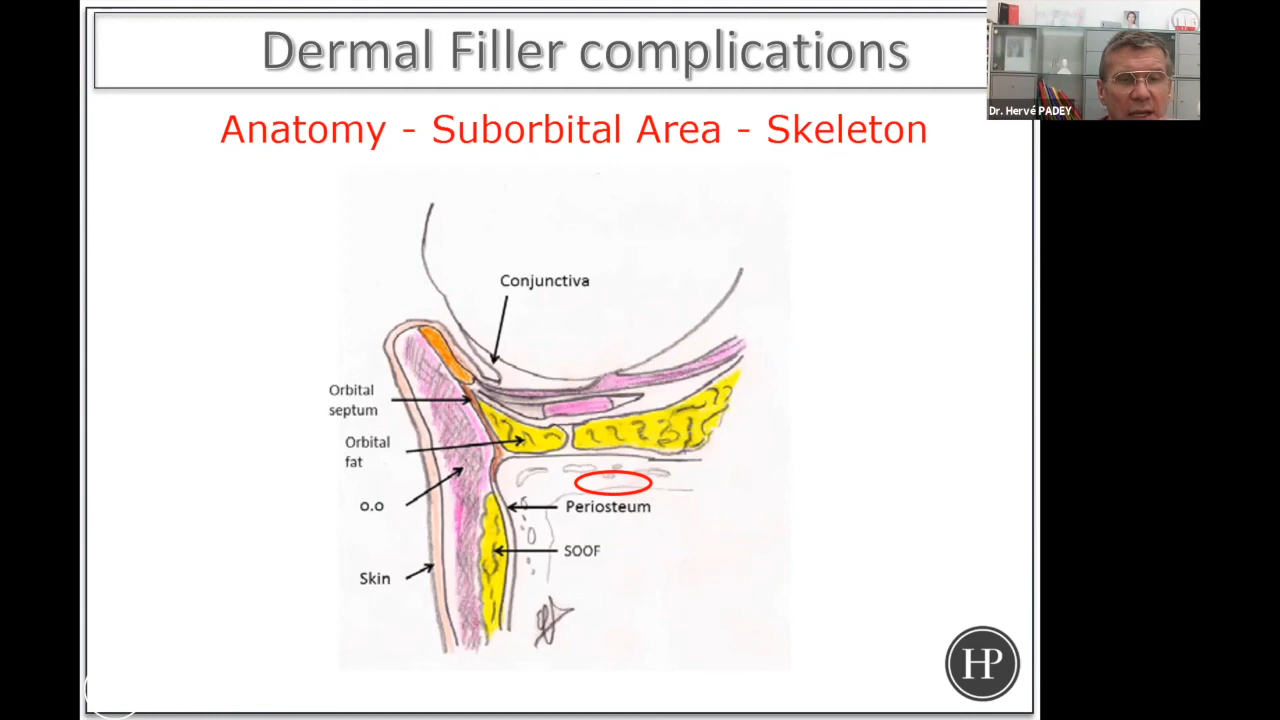 Dermal Filler complications
Dr. Hervé PADEY
Anatomy - Suborbital Area - Skeleton
Conjunctiva
Orbital
septum
Orbital
fat
o.o
Periosteum
SOOF
Skin
HP